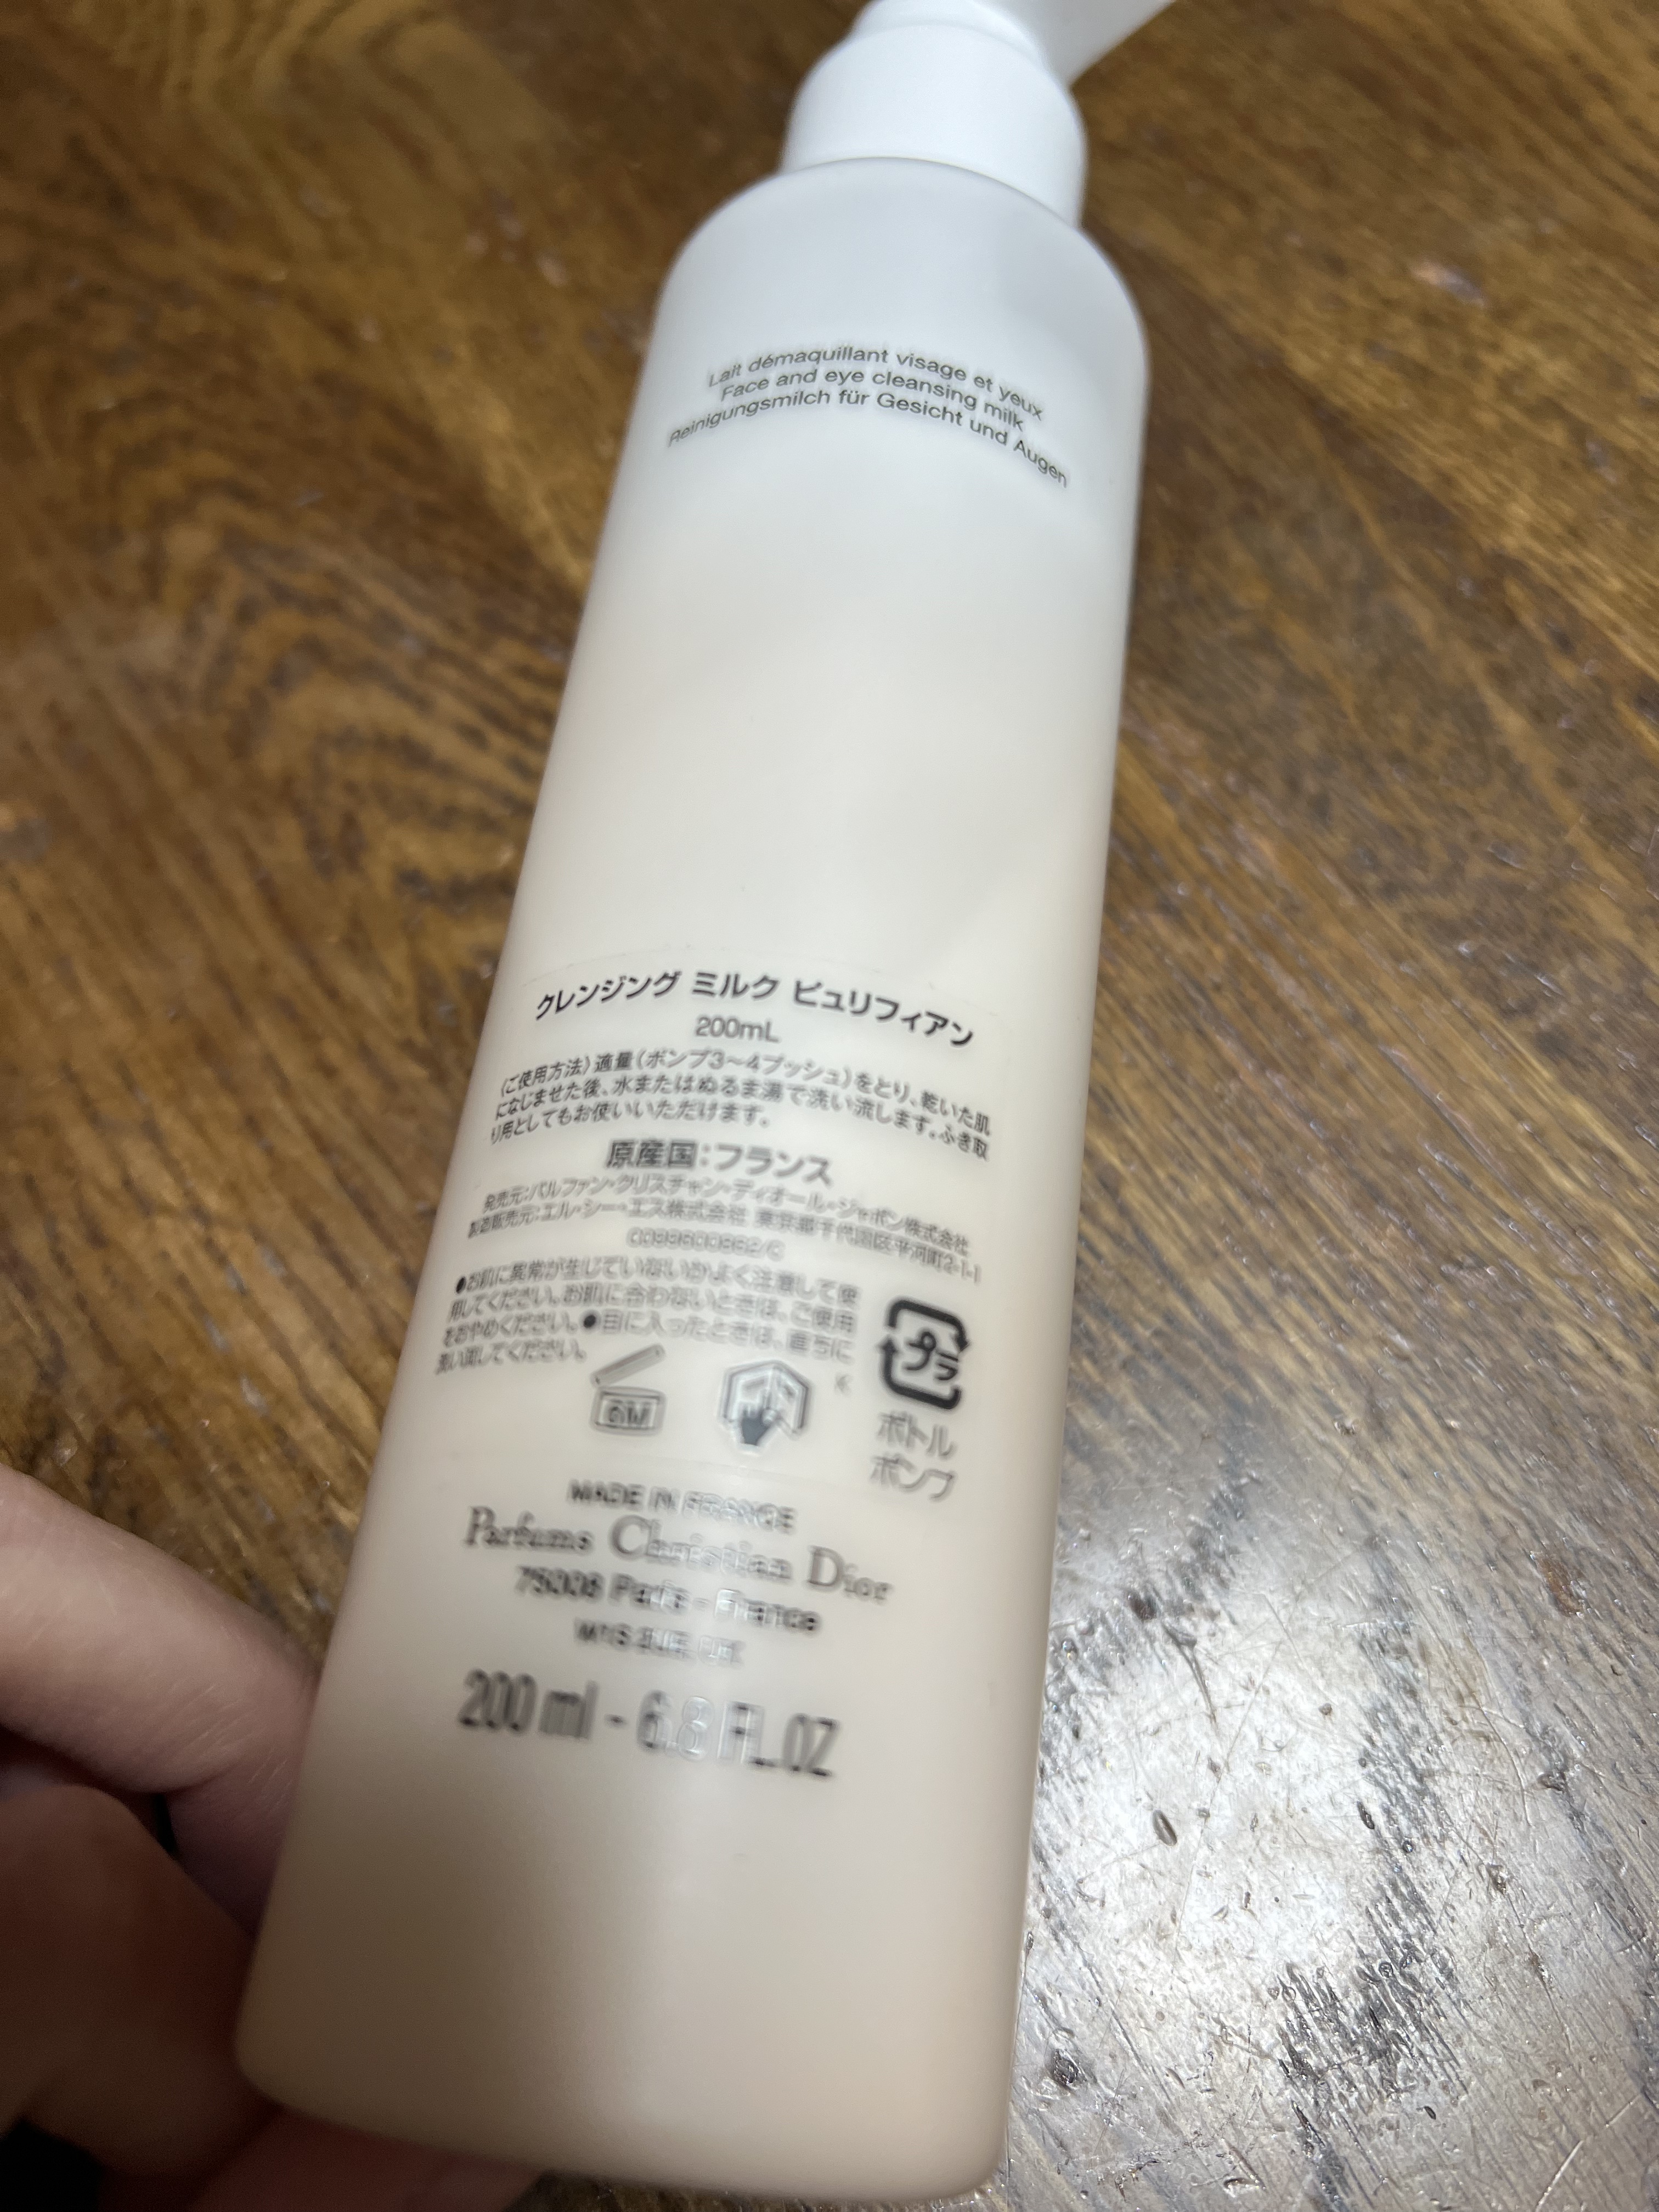 Lait démaquillant visage et yeux
Face and eye cleansing milk
Reinigungsmilch für Gesicht und Augen
クレンジング ミルク ピュリフィアン
200mL
(ご使用方法)適量(ポンプ3～4プッシュ)をとり、乾いた肌
になじませた後、水またはぬるま湯で洗い流します。ふき取
り用としてもお使いいただけます。
原産国:フランス
発売元:パルファン・クリスチャン・ディオール・ジャポン株式会社
製造販売元:エル・シー・エス株式会社 東京都千代田区平河町2-1-1
●お肌に異常が生じていないかよく注意して使
用してください。お肌に合わないときは、ご使用
をおやめください。●目に入ったときは、直ちに
洗い流してください。
6M
K
プラ
ボトル
ポンプ
MADE IN FRANCE
Parfums Christian Dior
75008 Paris - France
200 ml - 6.8 FL.OZ